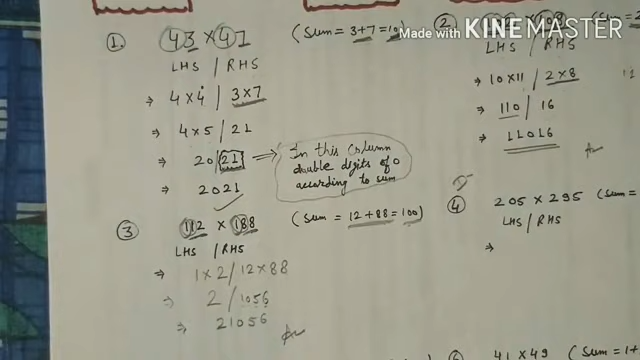 Made with KINEMASTER
① 43 × 47 (Sum = 3+7 = 10)
LHS / RHS
⇒ 4 × 4̇ / 3×7
⇒ 4 × 5 / 21
⇒ 20 / 21 ⇒ In this column double digits of 0 according to sum
⇒ 2021
②
LHS / RHS
⇒ 10 × 11 / 2 × 8
⇒ 110 / 16
⇒ 11016
③ 112 × 188 (Sum = 12 + 88 = 100)
LHS / RHS
⇒ 1 × 2 / 12 × 88
⇒ 2 / 1056
⇒ 21056
④ 205 × 295 (Sum =
LHS / RHS
⇒
41 × 49 (Sum = 1+